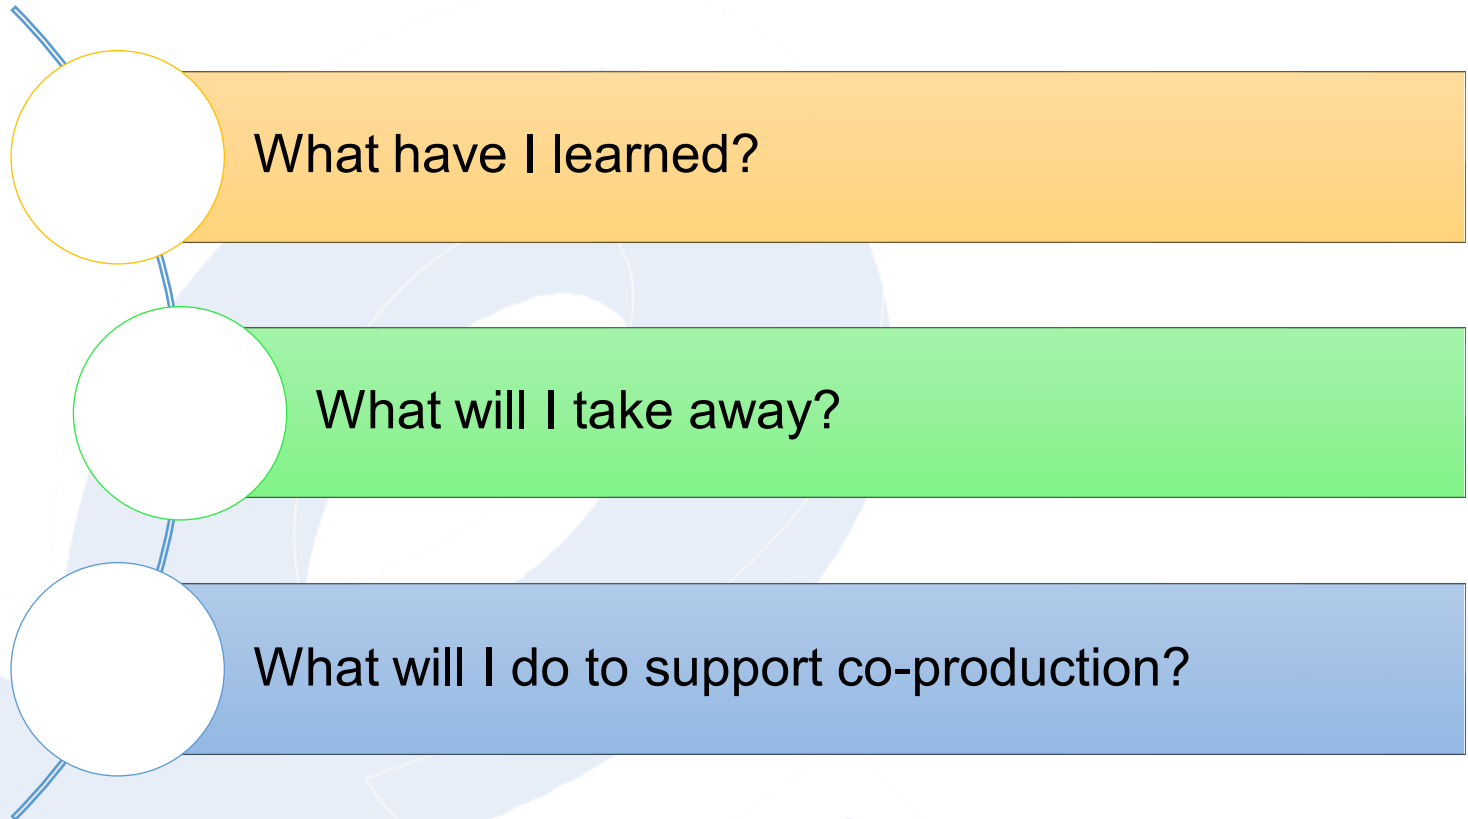 What have I learned?
What will I take away?
What will I do to support co-production?